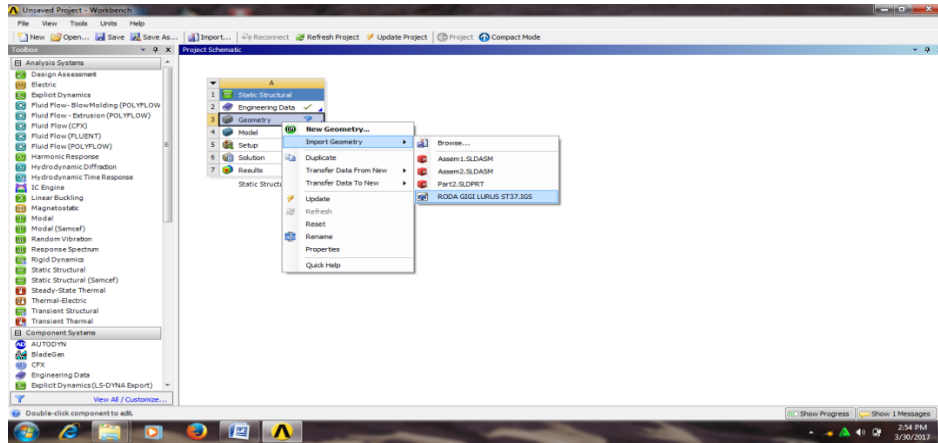 Unsaved Project - Workbench
File View Tools Units Help
New Open... Save Save As... Import... Reconnect Refresh Project Update Project Project Compact Mode
Toolbox
Project Schematic
Analysis Systems
Design Assessment
Electric
Explicit Dynamics
Fluid Flow- BlowMolding (POLYFLOW
Fluid Flow - Extrusion (POLYFLOW)
Fluid Flow (CFX)
Fluid Flow (FLUENT)
Fluid Flow (POLYFLOW)
Harmonic Response
Hydrodynamic Diffraction
Hydrodynamic Time Response
IC Engine
Linear Buckling
Magnetostatic
Modal
Modal (Samcef)
Random Vibration
Response Spectrum
Rigid Dynamics
Static Structural
Static Structural (Samcef)
Steady-State Thermal
Thermal-Electric
Transient Structural
Transient Thermal
Component Systems
AUTODYN
BladeGen
CFX
Engineering Data
Explicit Dynamics (LS-DYNA Export)
View All / Customize...
A
1 Static Structural
2 Engineering Data
3 Geometry
4 Model
5 Setup
6 Solution
7 Results
Static Struct
New Geometry...
Import Geometry
Duplicate
Transfer Data From New
Transfer Data To New
Update
Refresh
Reset
Rename
Properties
Quick Help
Browse...
Assem1.SLDASM
Assem2.SLDASM
Part2.SLDPRT
RODA GIGI LURUS ST37.IGS
Double-click component to edit.
Show Progress Show 1 Messages
2:54 PM
3/30/2017